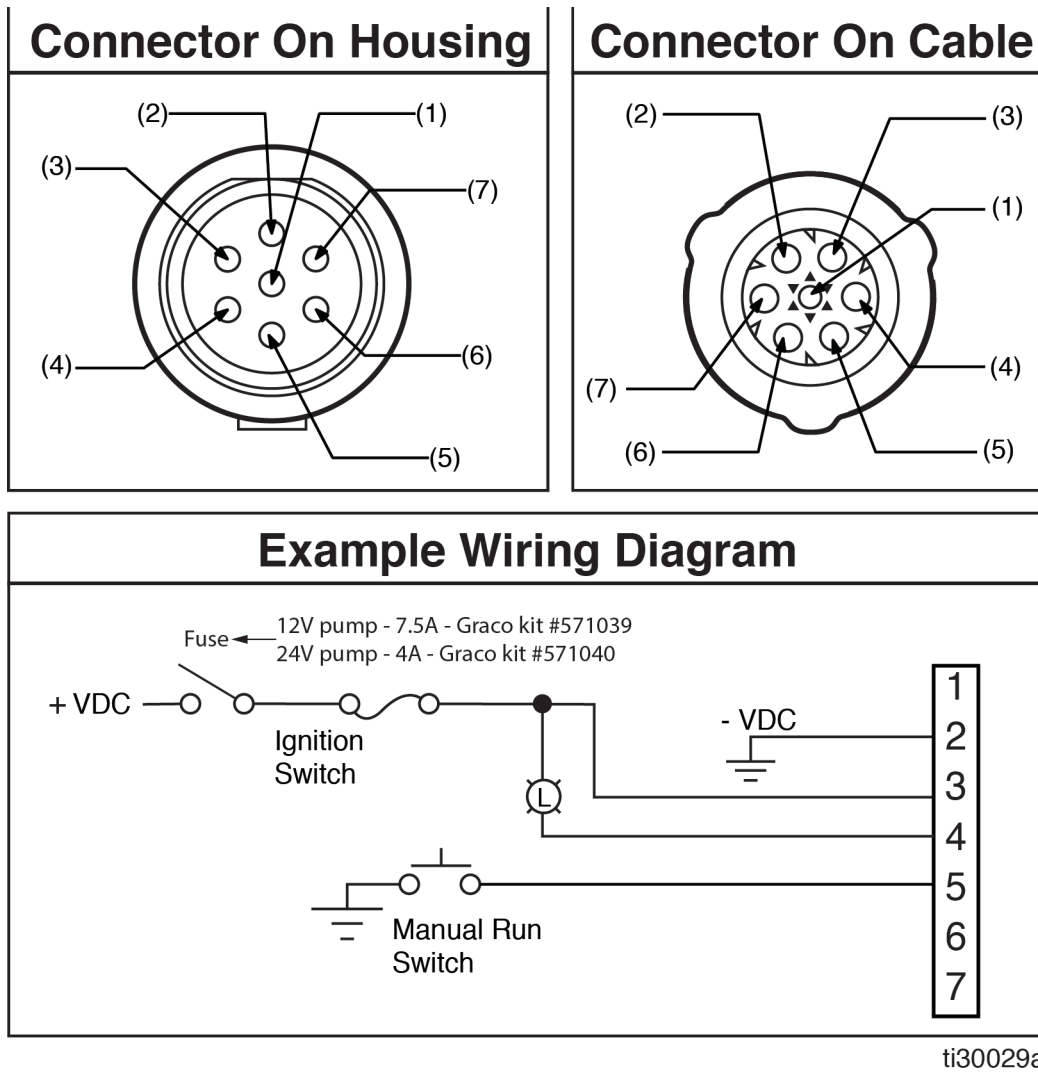 Connector On Housing
(2)
(1)
(3)
(7)
(4)
(6)
(5)
Connector On Cable
(2)
(3)
(1)
(4)
(7)
(6)
(5)
Example Wiring Diagram
Fuse
12V pump - 7.5A - Graco kit #571039
24V pump - 4A - Graco kit #571040
+ VDC
Ignition
Switch
L
- VDC
Manual Run
Switch
1
2
3
4
5
6
7
ti30029a